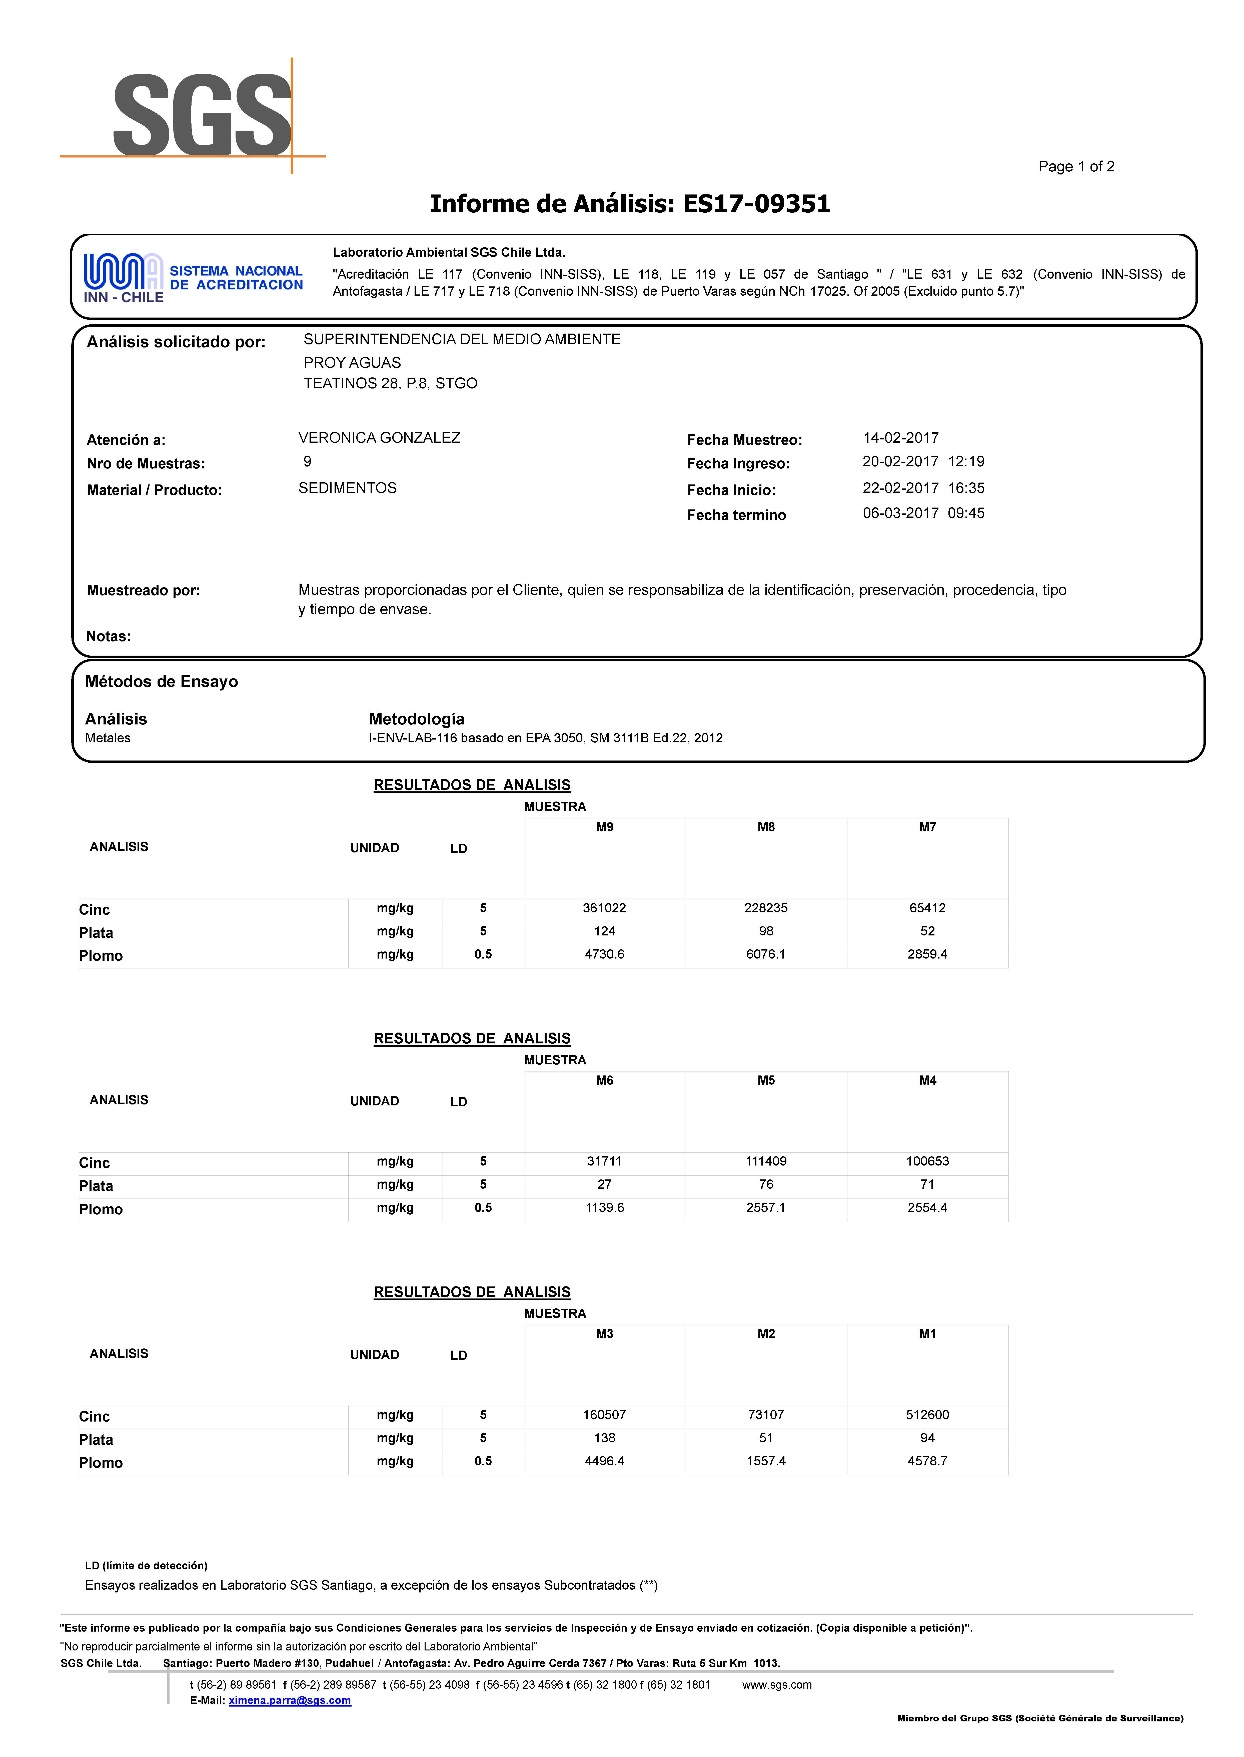 SGS
Page 1 of 2
Informe de Análisis: ES17-09351
INN - CHILE
SISTEMA NACIONAL
DE ACREDITACION
Laboratorio Ambiental SGS Chile Ltda.
"Acreditación LE 117 (Convenio INN-SISS), LE 118, LE 119 y LE 057 de Santiago " / "LE 631 y LE 632 (Convenio INN-SISS) de
Antofagasta / LE 717 y LE 718 (Convenio INN-SISS) de Puerto Varas según NCh 17025. Of 2005 (Excluido punto 5.7)"
Análisis solicitado por: SUPERINTENDENCIA DEL MEDIO AMBIENTE
PROY AGUAS
TEATINOS 28, P.8, STGO
Atención a: VERONICA GONZALEZ Fecha Muestreo: 14-02-2017
Nro de Muestras: 9 Fecha Ingreso: 20-02-2017 12:19
Material / Producto: SEDIMENTOS Fecha Inicio: 22-02-2017 16:35
Fecha termino 06-03-2017 09:45
Muestreado por: Muestras proporcionadas por el Cliente, quien se responsabiliza de la identificación, preservación, procedencia, tipo
y tiempo de envase.
Notas:
Métodos de Ensayo
Análisis Metodología
Metales I-ENV-LAB-116 basado en EPA 3050, SM 3111B Ed.22, 2012
RESULTADOS DE ANALISIS
MUESTRA
M9 M8 M7
ANALISIS UNIDAD LD
Cinc mg/kg 5 361022 228235 65412
Plata mg/kg 5 124 98 52
Plomo mg/kg 0.5 4730.6 6076.1 2859.4
RESULTADOS DE ANALISIS
MUESTRA
M6 M5 M4
ANALISIS UNIDAD LD
Cinc mg/kg 5 31711 111409 100653
Plata mg/kg 5 27 76 71
Plomo mg/kg 0.5 1139.6 2557.1 2554.4
RESULTADOS DE ANALISIS
MUESTRA
M3 M2 M1
ANALISIS UNIDAD LD
Cinc mg/kg 5 160507 73107 512600
Plata mg/kg 5 138 51 94
Plomo mg/kg 0.5 4496.4 1557.4 4578.7
LD (límite de detección)
Ensayos realizados en Laboratorio SGS Santiago, a excepción de los ensayos Subcontratados (**)
"Este informe es publicado por la compañía bajo sus Condiciones Generales para los servicios de Inspección y de Ensayo enviado en cotización. (Copia disponible a petición)".
"No reproducir parcialmente el informe sin la autorización por escrito del Laboratorio Ambiental"
SGS Chile Ltda. Santiago: Puerto Madero #130, Pudahuel / Antofagasta: Av. Pedro Aguirre Cerda 7367 / Pto Varas: Ruta 5 Sur Km 1013.
t (56-2) 89 89561 f (56-2) 289 89587 t (56-55) 23 4098 f (56-55) 23 4596 t (65) 32 1800 f (65) 32 1801 www.sgs.com
E-Mail: ximena.parra@sgs.com
Miembro del Grupo SGS (Société Générale de Surveillance)